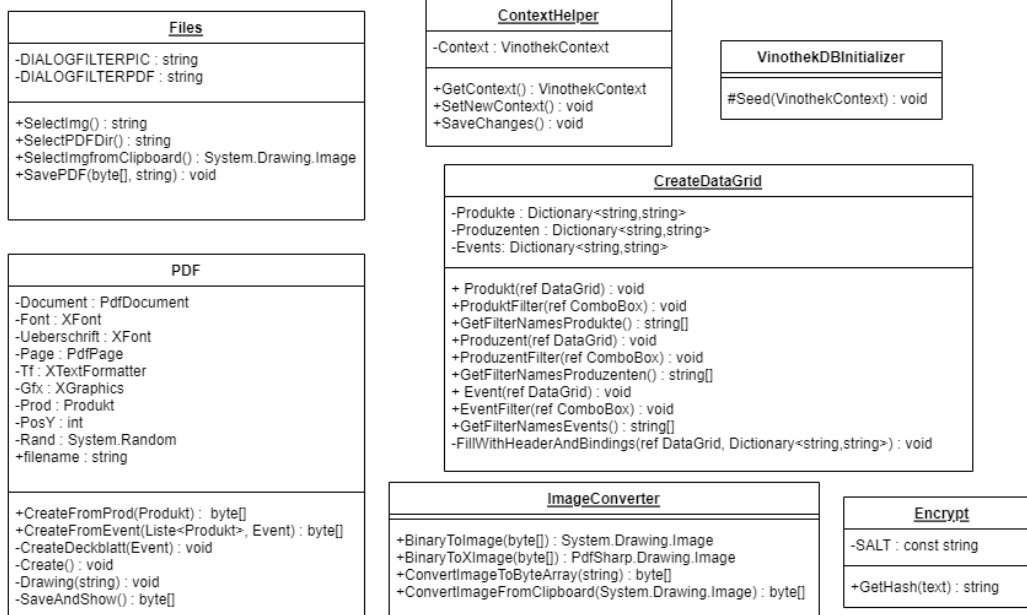 Files
-DIALOGFILTERPIC : string
-DIALOGFILTERPDF : string
+SelectImg() : string
+SelectPDFDir() : string
+SelectImgfromClipboard() : System.Drawing.Image
+SavePDF(byte[], string) : void
ContextHelper
-Context : VinothekContext
+GetContext() : VinothekContext
+SetNewContext() : void
+SaveChanges() : void
VinothekDBInitializer
#Seed(VinothekContext) : void
CreateDataGrid
-Produkte : Dictionary<string,string>
-Produzenten : Dictionary<string,string>
-Events: Dictionary<string,string>
+ Produkt(ref DataGrid) : void
+ProduktFilter(ref ComboBox) : void
+GetFilterNamesProdukte() : string[]
+Produzent(ref DataGrid) : void
+ProduzentFilter(ref ComboBox) : void
+GetFilterNamesProduzenten() : string[]
+ Event(ref DataGrid) : void
+EventFilter(ref ComboBox) : void
+GetFilterNamesEvents() : string[]
-FillWithHeaderAndBindings(ref DataGrid, Dictionary<string,string>) : void
PDF
-Document : PdfDocument
-Font : XFont
-Ueberschrift : XFont
-Page : PdfPage
-Tf : XTextFormatter
-Gfx : XGraphics
-Prod : Produkt
-PosY : int
-Rand : System.Random
+filename : string
+CreateFromProd(Produkt) : byte[]
+CreateFromEvent(Liste<Produkt>, Event) : byte[]
-CreateDeckblatt(Event) : void
-Create() : void
-Drawing(string) : void
-SaveAndShow() : byte[]
ImageConverter
+BinaryToImage(byte[]) : System.Drawing.Image
+BinaryToXImage(byte[]) : PdfSharp.Drawing.Image
+ConvertImageToByteArray(string) : byte[]
+ConvertImageFromClipboard(System.Drawing.Image) : byte[]
Encrypt
-SALT : const string
+GetHash(text) : string